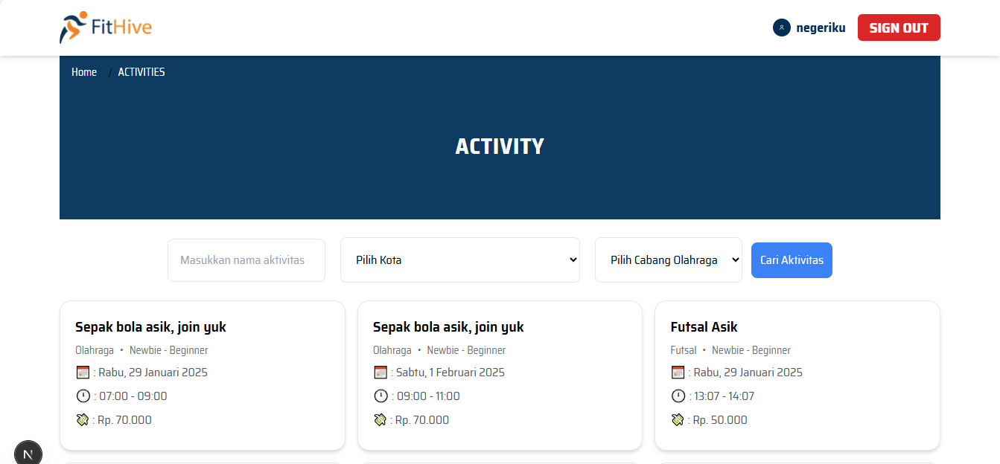 FitHive
negeriku
SIGN OUT
Home / ACTIVITIES
ACTIVITY
Masukkan nama aktivitas
Pilih Kota
Pilih Cabang Olahraga
Cari Aktivitas
Sepak bola asik, join yuk
Olahraga • Newbie - Beginner
: Rabu, 29 Januari 2025
: 07:00 - 09:00
: Rp. 70.000
Sepak bola asik, join yuk
Olahraga • Newbie - Beginner
: Sabtu, 1 Februari 2025
: 09:00 - 11:00
: Rp. 70.000
Futsal Asik
Futsal • Newbie - Beginner
: Rabu, 29 Januari 2025
: 13:07 - 14:07
: Rp. 50.000
N